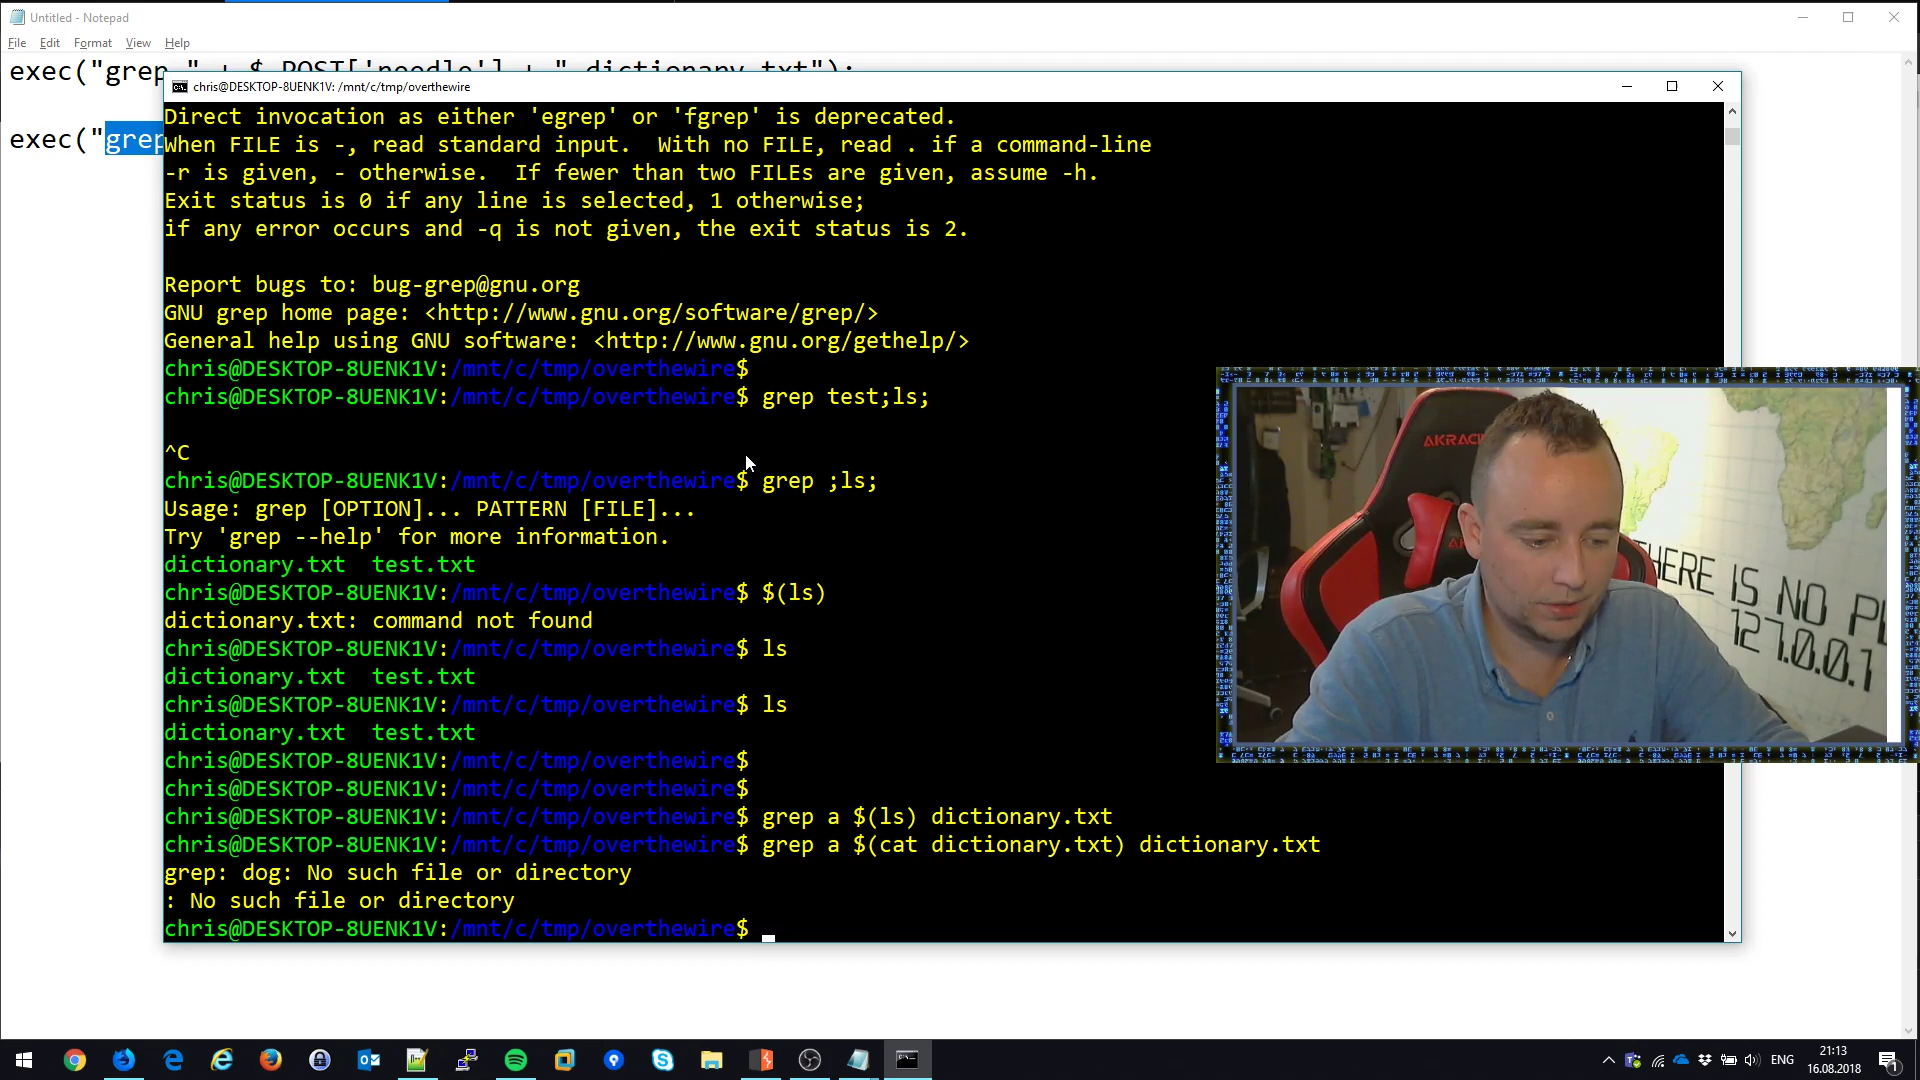 Untitled - Notepad
File Edit Format View Help
exec("grep " + $_POST['needle'] + " dictionary.txt");
chris@DESKTOP-8UENK1V: /mnt/c/tmp/overthewire
exec("grep
Direct invocation as either 'egrep' or 'fgrep' is deprecated.
When FILE is -, read standard input.  With no FILE, read . if a command-line
-r is given, - otherwise.  If fewer than two FILEs are given, assume -h.
Exit status is 0 if any line is selected, 1 otherwise;
if any error occurs and -q is not given, the exit status is 2.
Report bugs to: bug-grep@gnu.org
GNU grep home page: <http://www.gnu.org/software/grep/>
General help using GNU software: <http://www.gnu.org/gethelp/>
chris@DESKTOP-8UENK1V:/mnt/c/tmp/overthewire$
chris@DESKTOP-8UENK1V:/mnt/c/tmp/overthewire$ grep test;ls;
^C
chris@DESKTOP-8UENK1V:/mnt/c/tmp/overthewire$ grep ;ls;
Usage: grep [OPTION]... PATTERN [FILE]...
Try 'grep --help' for more information.
dictionary.txt  test.txt
chris@DESKTOP-8UENK1V:/mnt/c/tmp/overthewire$ $(ls)
dictionary.txt: command not found
chris@DESKTOP-8UENK1V:/mnt/c/tmp/overthewire$ ls
dictionary.txt  test.txt
chris@DESKTOP-8UENK1V:/mnt/c/tmp/overthewire$ ls
dictionary.txt  test.txt
chris@DESKTOP-8UENK1V:/mnt/c/tmp/overthewire$
chris@DESKTOP-8UENK1V:/mnt/c/tmp/overthewire$
chris@DESKTOP-8UENK1V:/mnt/c/tmp/overthewire$ grep a $(ls) dictionary.txt
chris@DESKTOP-8UENK1V:/mnt/c/tmp/overthewire$ grep a $(cat dictionary.txt) dictionary.txt
grep: dog: No such file or directory
: No such file or directory
chris@DESKTOP-8UENK1V:/mnt/c/tmp/overthewire$
AKRAC
HERE IS NO PL
127.0.0.1
ENG
21:13
16.08.2018
1